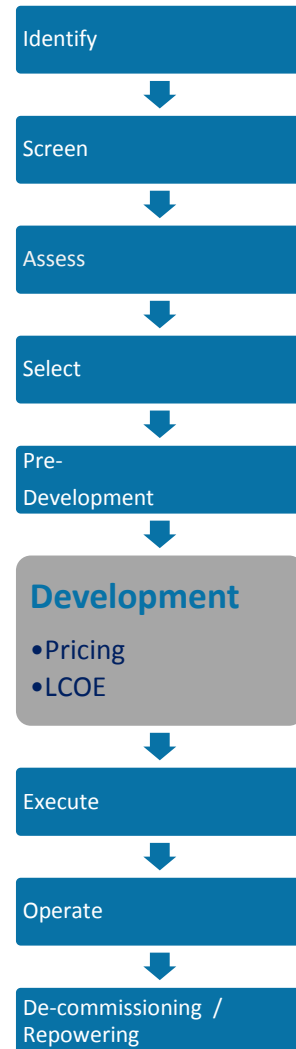 Identify
Screen
Assess
Select
Pre-
Development
Development
•Pricing
•LCOE
Execute
Operate
De-commissioning /
Repowering